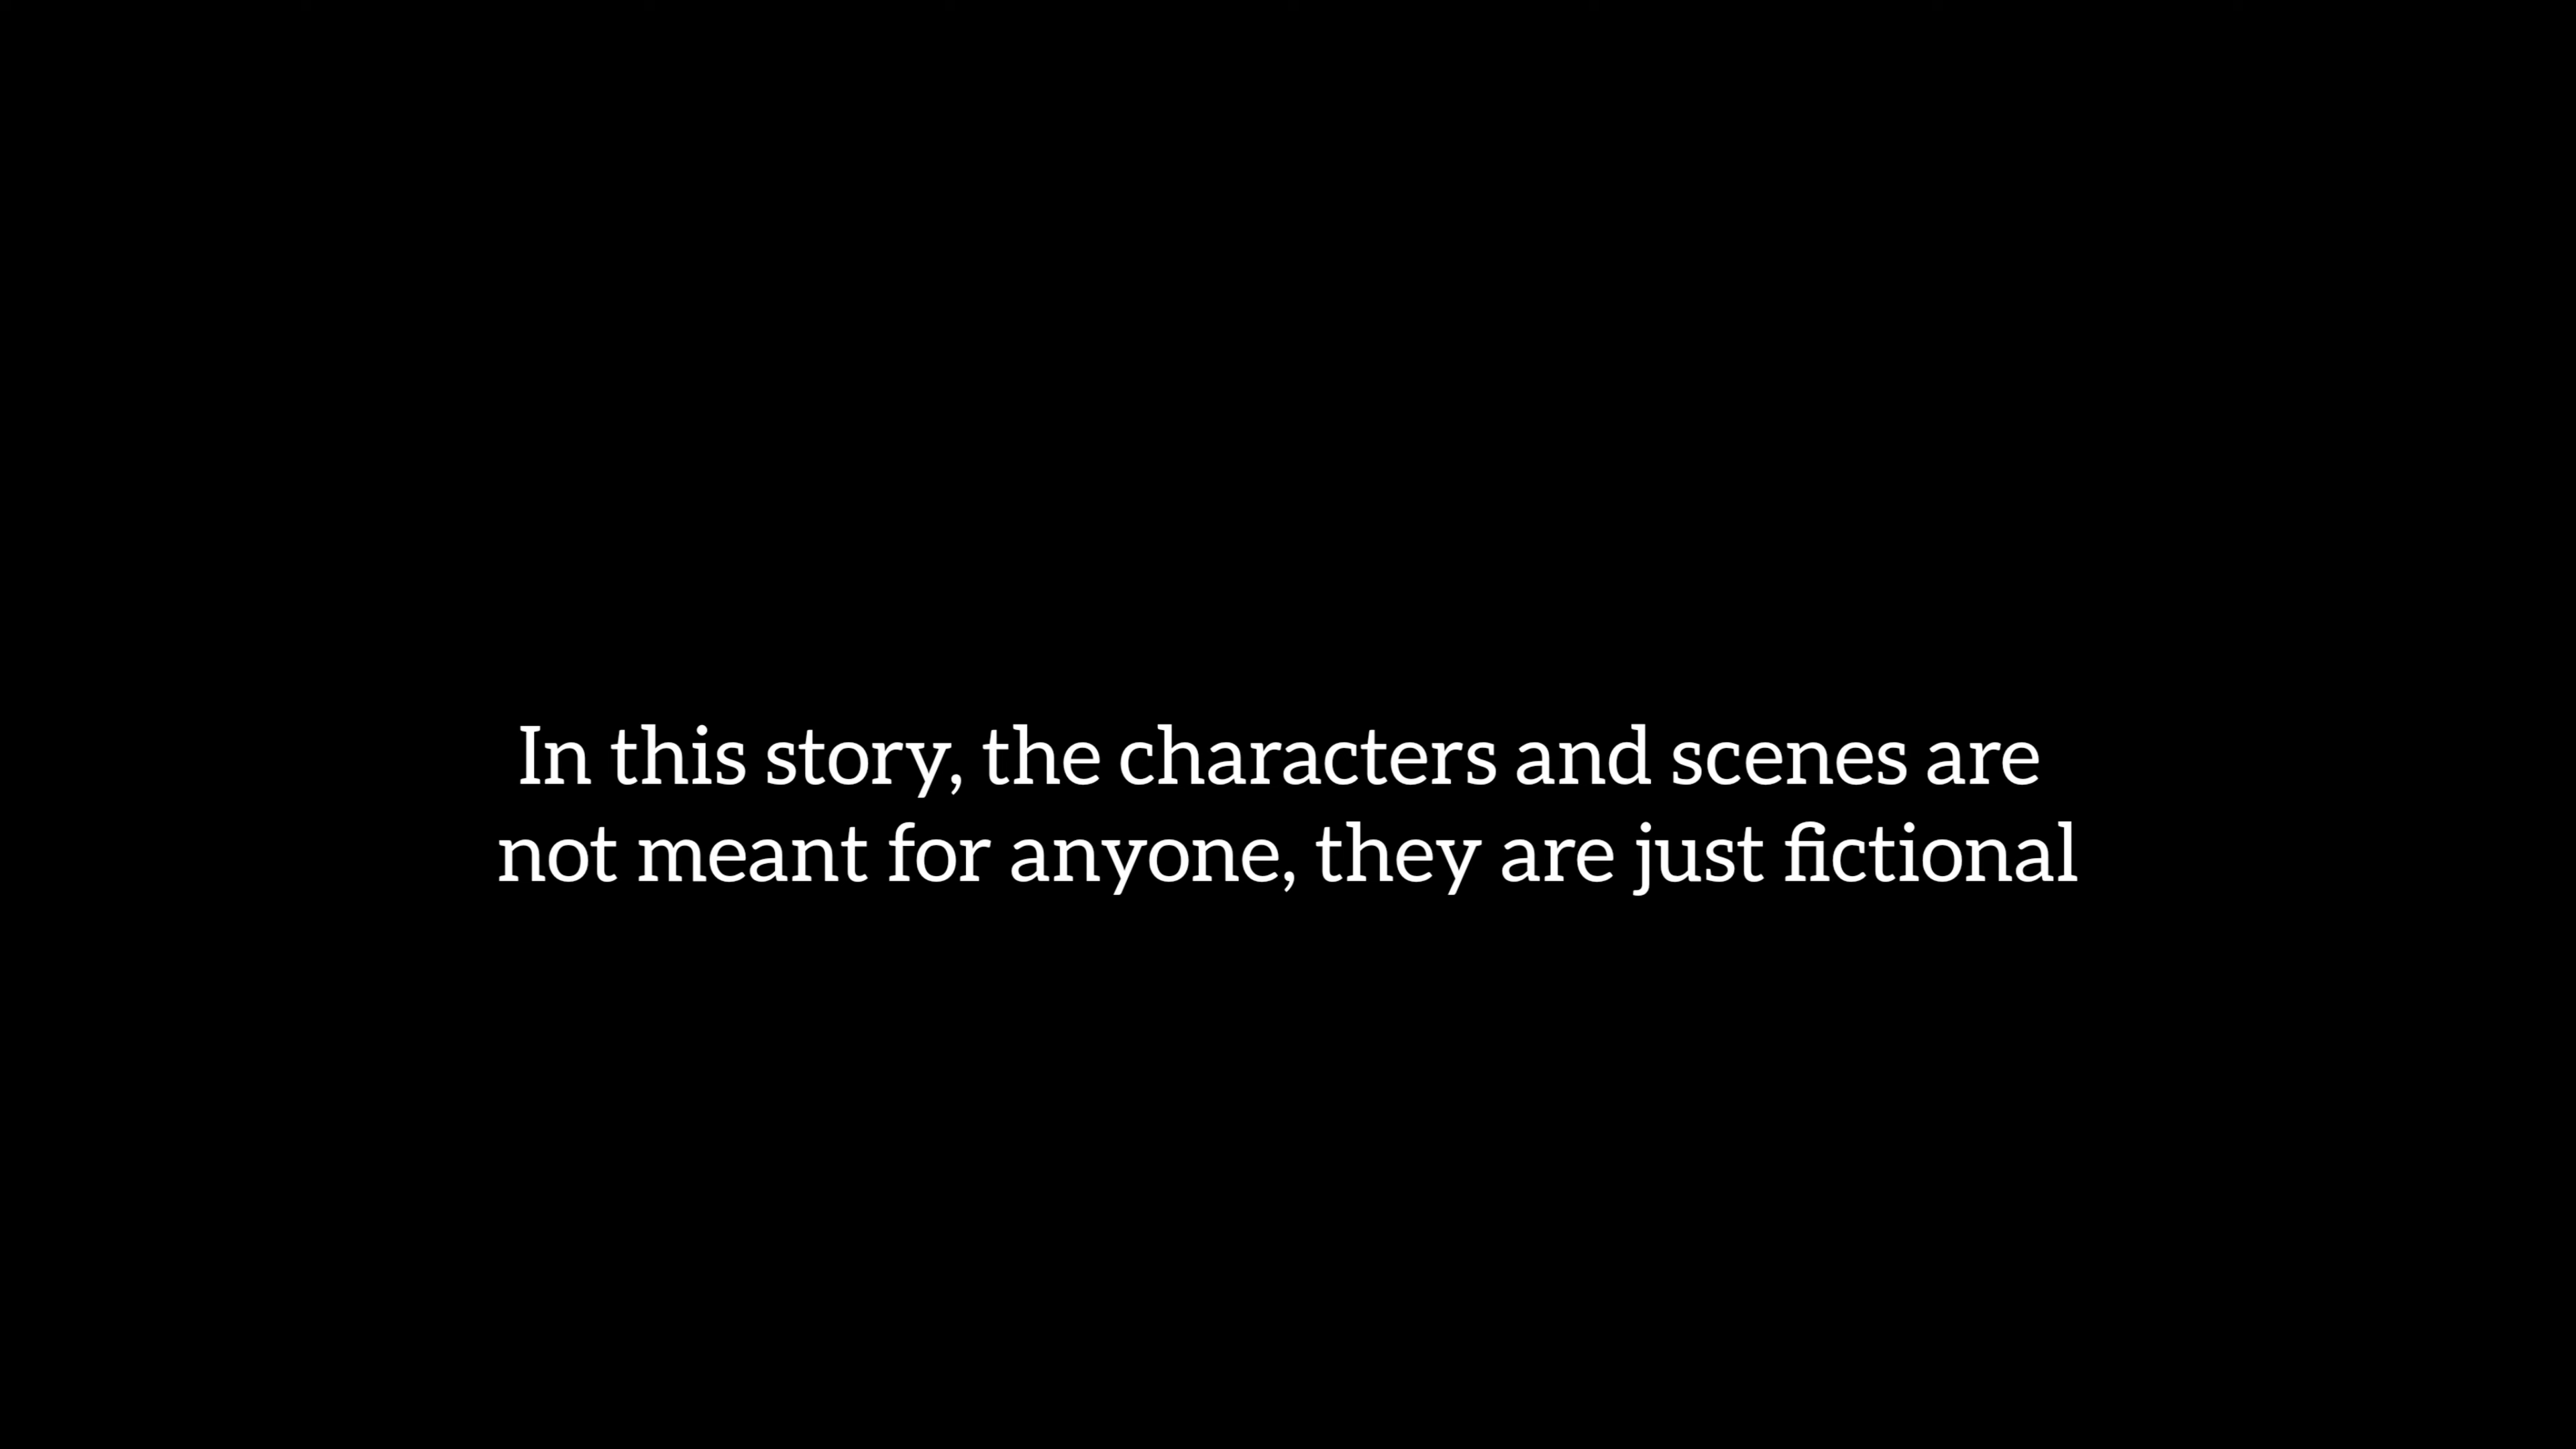 In this story, the characters and scenes are
not meant for anyone, they are just fictional